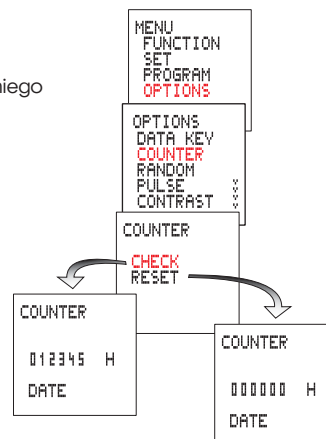 MENU
FUNCTION
SET
PROGRAM
OPTIONS
OPTIONS
DATA KEY
COUNTER
RANDOM
PULSE
CONTRAST
COUNTER
CHECK
RESET
COUNTER
012345 H
DATE
COUNTER
000000 H
DATE